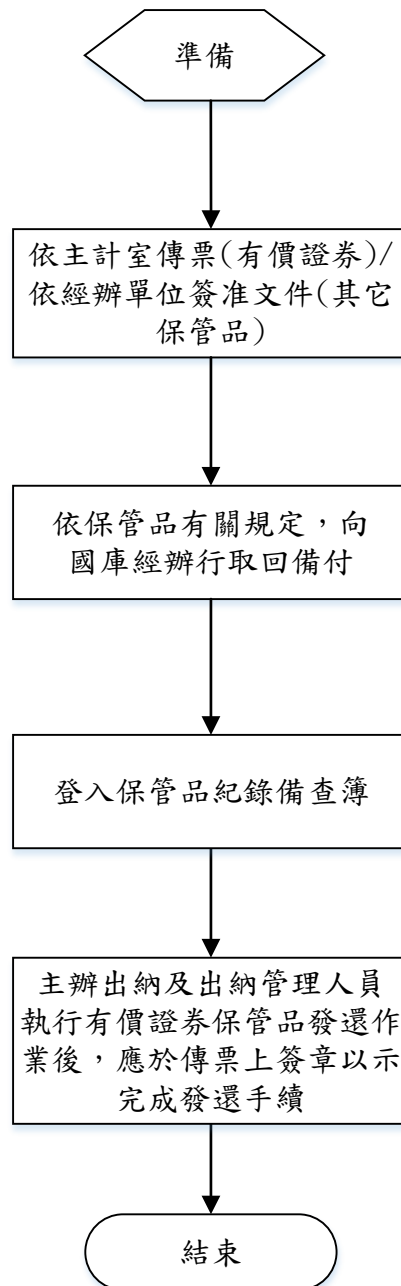 準備
依主計室傳票(有價證券)/
依經辦單位簽准文件(其它
保管品)
依保管品有關規定，向
國庫經辦行取回備付
登入保管品紀錄備查簿
主辦出納及出納管理人員
執行有價證券保管品發還作
業後，應於傳票上簽章以示
完成發還手續
結束